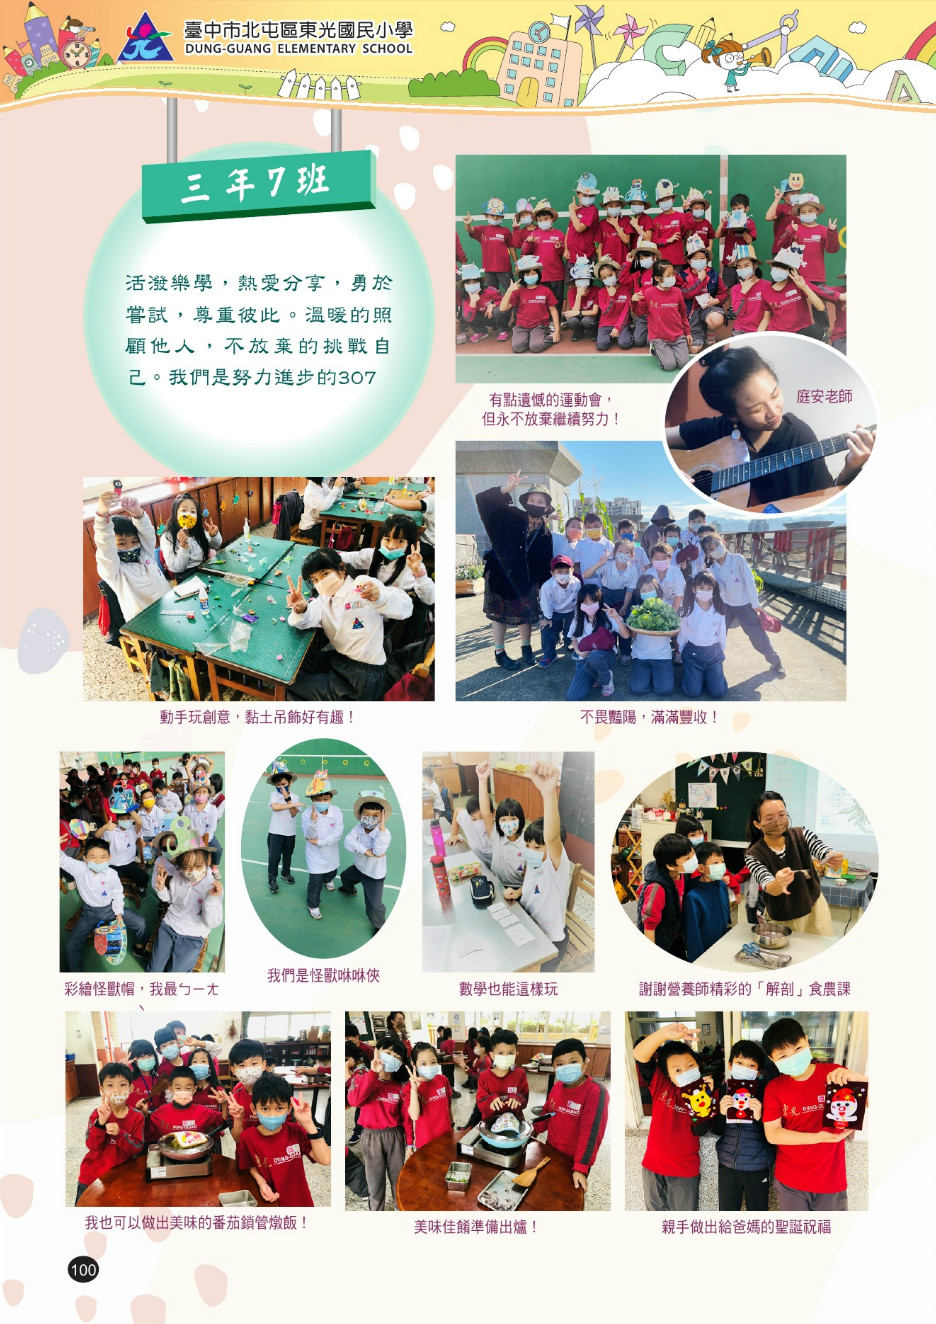 臺中市北屯區東光國民小學
DUNG-GUANG ELEMENTARY SCHOOL
三年7班
活潑樂學，熱愛分享，勇於
嘗試，尊重彼此。溫暖的照
顧他人，不放棄的挑戰自
己。我們是努力進步的307
有點遺憾的運動會，
但永不放棄繼續努力！
庭安老師
動手玩創意，黏土吊飾好有趣！
不畏豔陽，滿滿豐收！
彩繪怪獸帽，我最ㄅㄧㄤ
ˋ
我們是怪獸咻咻俠
數學也能這樣玩
謝謝營養師精彩的「解剖」食農課
我也可以做出美味的番茄鎖管燉飯！
美味佳餚準備出爐！
親手做出給爸媽的聖誕祝福
100